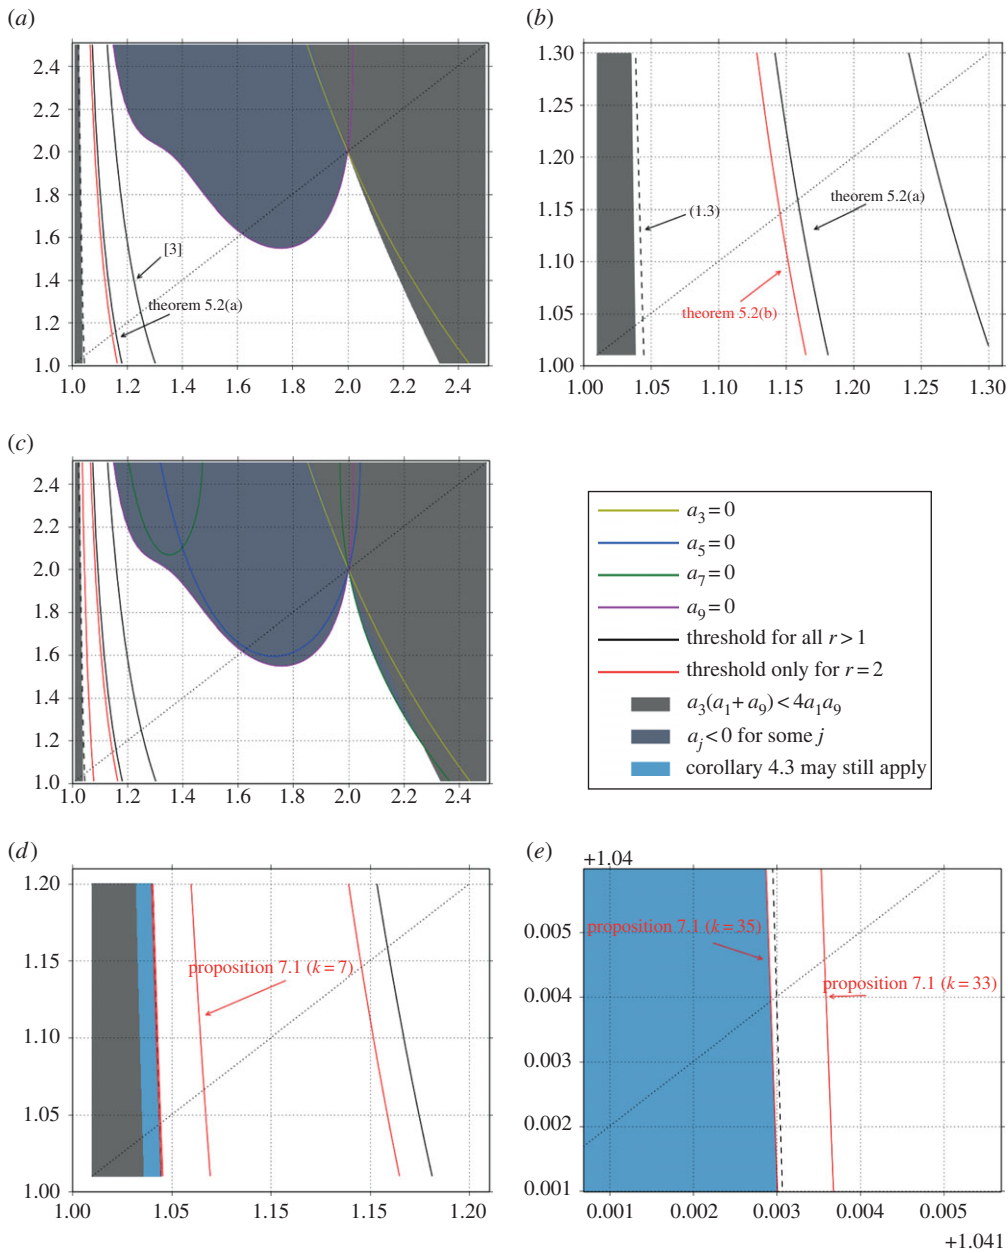 (a)
2.4
2.2
2.0
1.8
1.6
1.4
1.2
1.0
1.0 1.2 1.4 1.6 1.8 2.0 2.2 2.4
[3]
theorem 5.2(a)
(b)
1.30
1.25
1.20
1.15
1.10
1.05
1.00
1.00 1.05 1.10 1.15 1.20 1.25 1.30
(1.3)
theorem 5.2(a)
theorem 5.2(b)
(c)
2.4
2.2
2.0
1.8
1.6
1.4
1.2
1.0
1.0 1.2 1.4 1.6 1.8 2.0 2.2 2.4
a₃ = 0
a₅ = 0
a₇ = 0
a₉ = 0
threshold for all r > 1
threshold only for r = 2
a₃(a₁ + a₉) < 4a₁a₉
aⱼ < 0 for some j
corollary 4.3 may still apply
(d)
1.20
1.15
1.10
1.05
1.00
1.00 1.05 1.15 1.15 1.20
proposition 7.1 (k = 7)
(e)
+1.04
0.005
0.004
0.003
0.002
0.001
0.001 0.002 0.003 0.004 0.005
+1.041
proposition 7.1 (k = 35)
proposition 7.1 (k = 33)